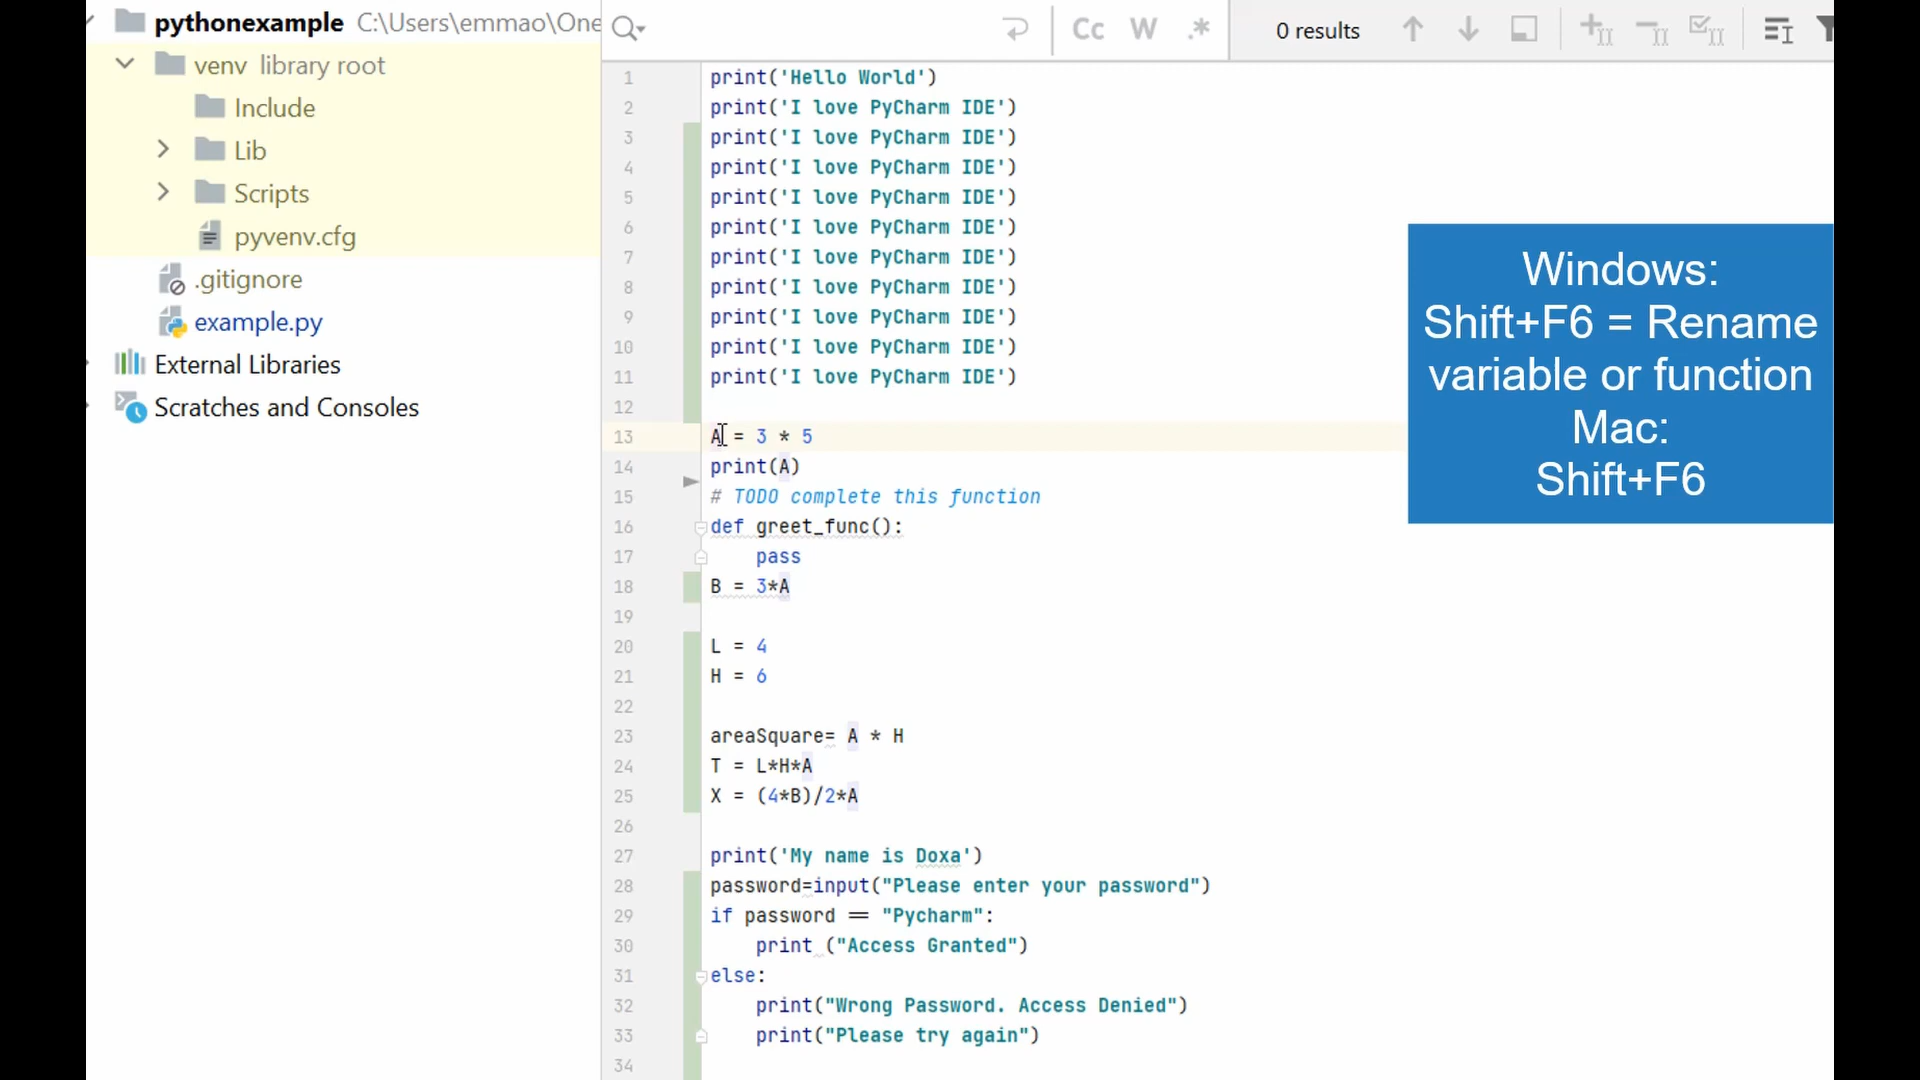 pythonexample C:\Users\emmao\One
venv library root
Include
Lib
Scripts
pyvenv.cfg
.gitignore
example.py
External Libraries
Scratches and Consoles
Cc W .* 0 results
1 print('Hello World')
2 print('I love PyCharm IDE')
3 print('I love PyCharm IDE')
4 print('I love PyCharm IDE')
5 print('I love PyCharm IDE')
6 print('I love PyCharm IDE')
7 print('I love PyCharm IDE')
8 print('I love PyCharm IDE')
9 print('I love PyCharm IDE')
10 print('I love PyCharm IDE')
11 print('I love PyCharm IDE')
12
13 A = 3 * 5
14 print(A)
15 # TODO complete this function
16 def greet_func():
17 pass
18 B = 3*A
19
20 L = 4
21 H = 6
22
23 areaSquare= A * H
24 T = L*H*A
25 X = (4*B)/2*A
26
27 print('My name is Doxa')
28 password=input("Please enter your password")
29 if password == "Pycharm":
30 print ("Access Granted")
31 else:
32 print("Wrong Password. Access Denied")
33 print("Please try again")
34
Windows:
Shift+F6 = Rename
variable or function
Mac:
Shift+F6